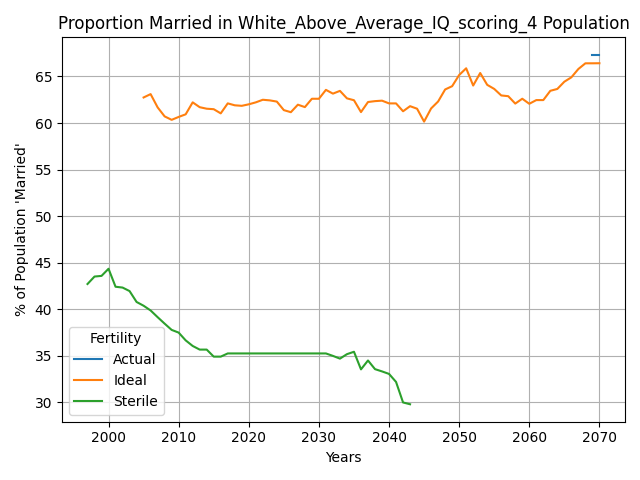 Proportion Married in White_Above_Average_IQ_scoring_4 Population
% of Population 'Married'
65
60
55
50
45
40
35
30
Fertility
Actual
Ideal
Sterile
2000 2010 2020 2030 2040 2050 2060 2070
Years